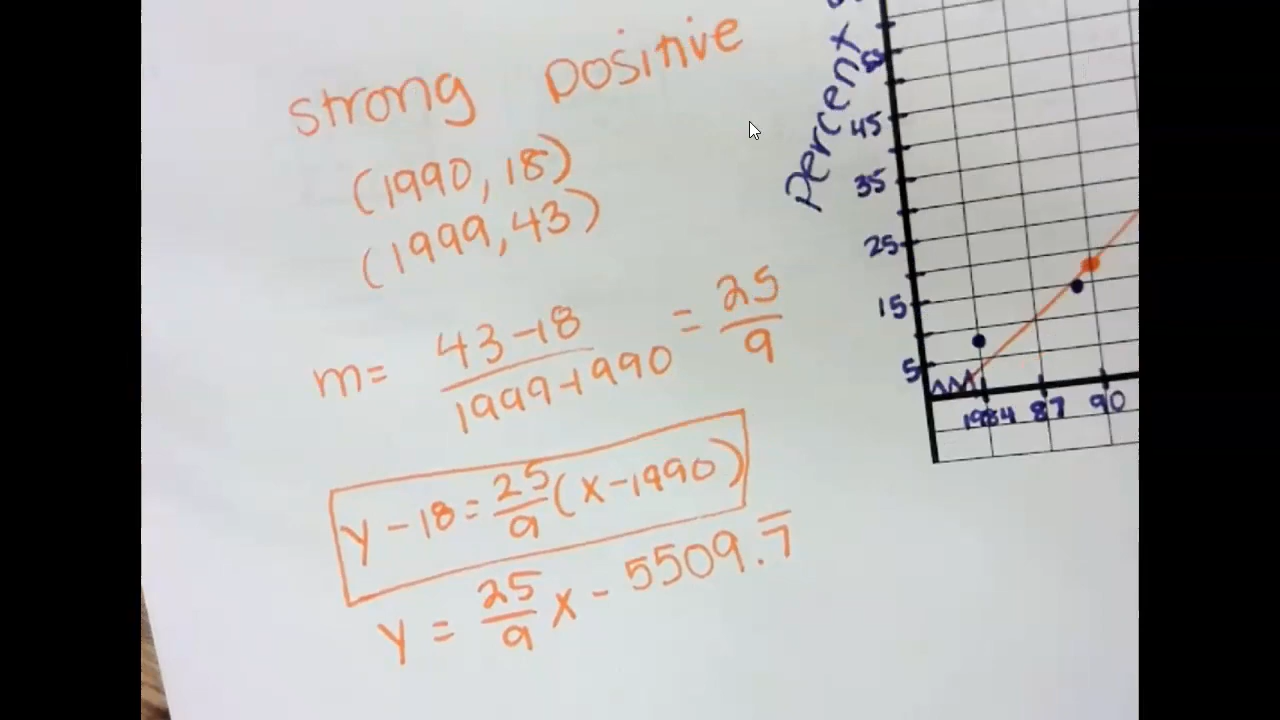 strong positive
(1990, 18)
(1999, 43)
m = 43-18 / 1999-1990 = 25/9
y - 18 = 25/9 (x - 1990)
y = 25/9 x - 5509.7̅
Percent
45
35
25
15
5
1984 87 90